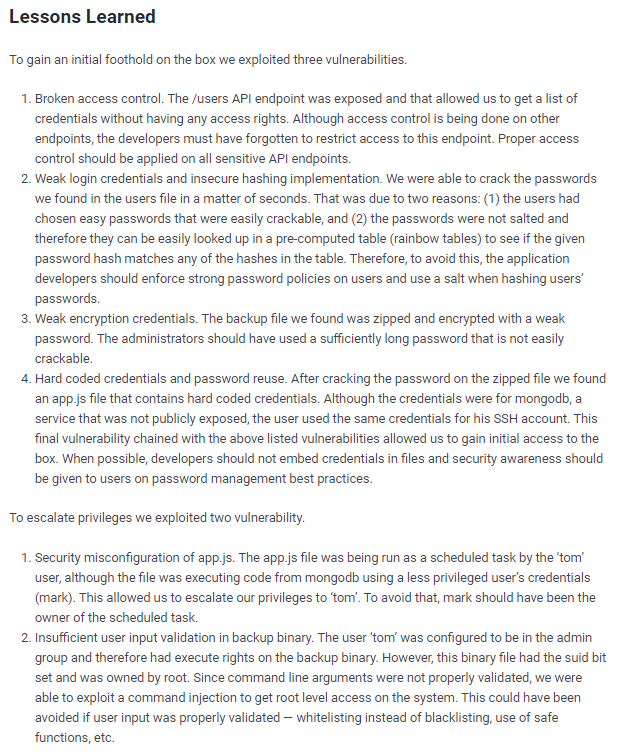 Lessons Learned
To gain an initial foothold on the box we exploited three vulnerabilities.
1. Broken access control. The /users API endpoint was exposed and that allowed us to get a list of
credentials without having any access rights. Although access control is being done on other
endpoints, the developers must have forgotten to restrict access to this endpoint. Proper access
control should be applied on all sensitive API endpoints.
2. Weak login credentials and insecure hashing implementation. We were able to crack the passwords
we found in the users file in a matter of seconds. That was due to two reasons: (1) the users had
chosen easy passwords that were easily crackable, and (2) the passwords were not salted and
therefore they can be easily looked up in a pre-computed table (rainbow tables) to see if the given
password hash matches any of the hashes in the table. Therefore, to avoid this, the application
developers should enforce strong password policies on users and use a salt when hashing users’
passwords.
3. Weak encryption credentials. The backup file we found was zipped and encrypted with a weak
password. The administrators should have used a sufficiently long password that is not easily
crackable.
4. Hard coded credentials and password reuse. After cracking the password on the zipped file we found
an app.js file that contains hard coded credentials. Although the credentials were for mongodb, a
service that was not publicly exposed, the user used the same credentials for his SSH account. This
final vulnerability chained with the above listed vulnerabilities allowed us to gain initial access to the
box. When possible, developers should not embed credentials in files and security awareness should
be given to users on password management best practices.
To escalate privileges we exploited two vulnerability.
1. Security misconfiguration of app.js. The app.js file was being run as a scheduled task by the ‘tom’
user, although the file was executing code from mongodb using a less privileged user’s credentials
(mark). This allowed us to escalate our privileges to ‘tom’. To avoid that, mark should have been the
owner of the scheduled task.
2. Insufficient user input validation in backup binary. The user ‘tom’ was configured to be in the admin
group and therefore had execute rights on the backup binary. However, this binary file had the suid bit
set and was owned by root. Since command line arguments were not properly validated, we were
able to exploit a command injection to get root level access on the system. This could have been
avoided if user input was properly validated — whitelisting instead of blacklisting, use of safe
functions, etc.